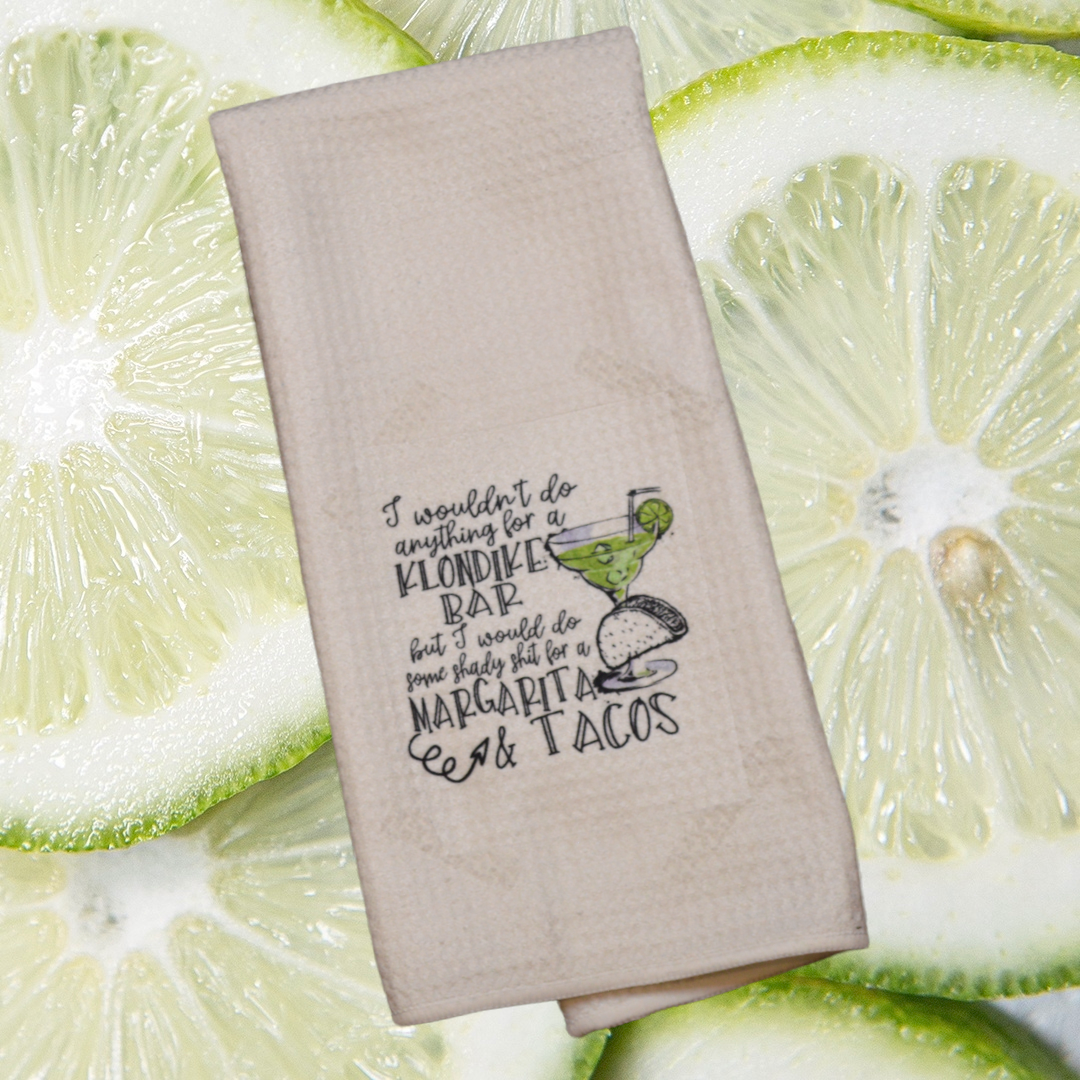 I wouldn't do
anything for a
KLONDIKE
BAR
but I would do
some shady shit for a
MARGARITA
& TACOS